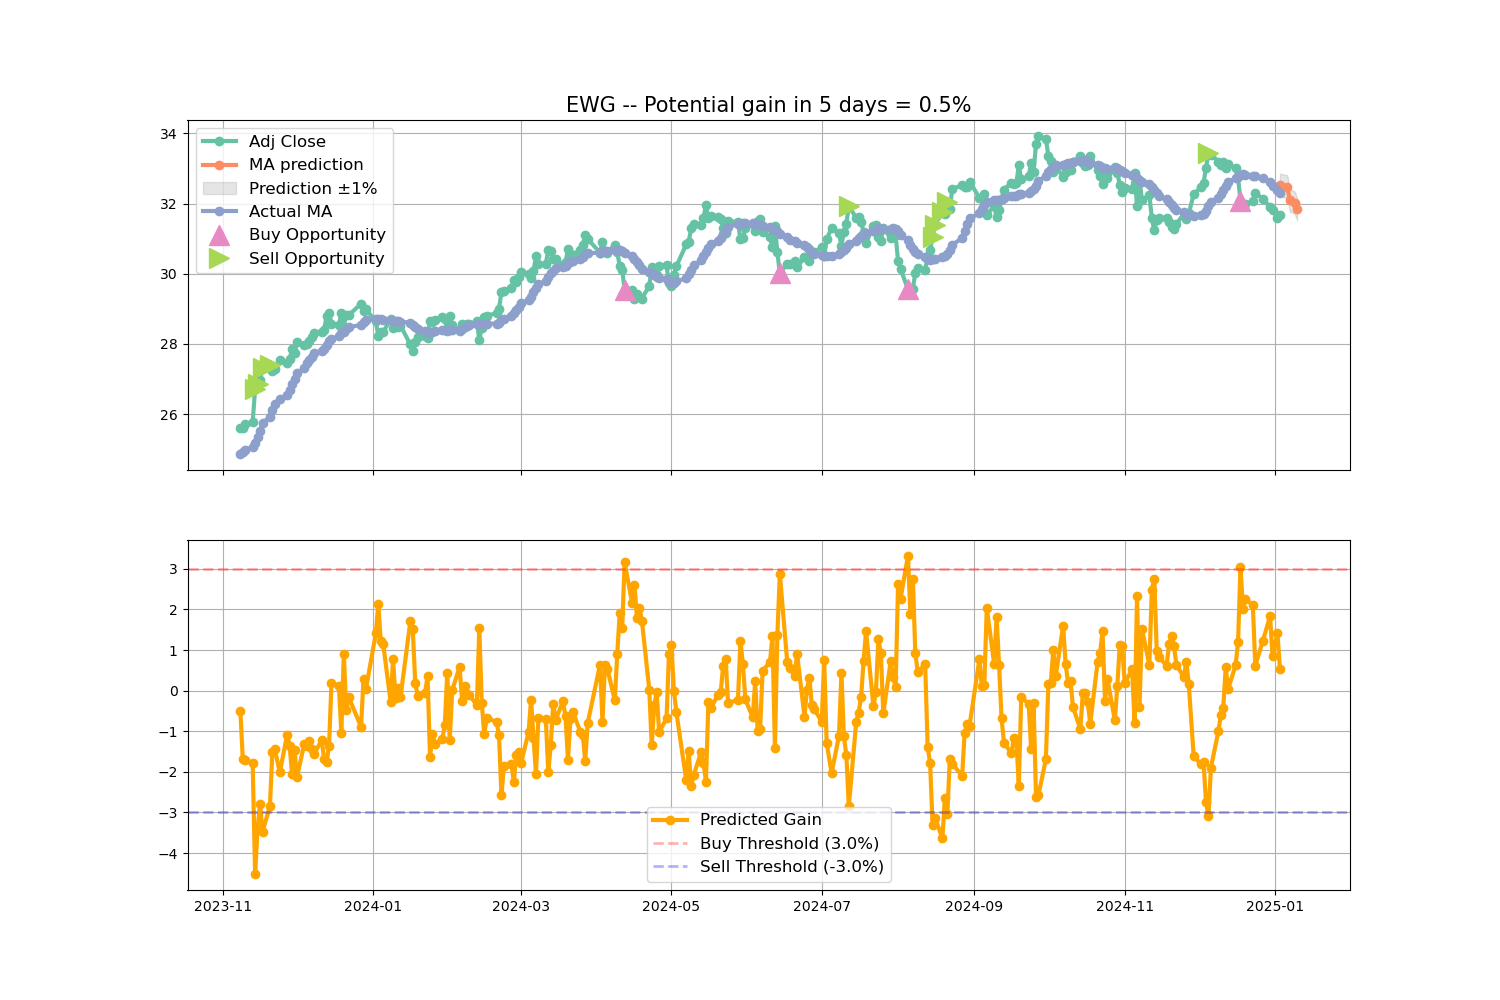 EWG -- Potential gain in 5 days = 0.5%
34
32
30
28
26
Adj Close
MA prediction
Prediction ±1%
Actual MA
Buy Opportunity
Sell Opportunity
3
2
1
0
−1
−2
−3
−4
Predicted Gain
Buy Threshold (3.0%)
Sell Threshold (-3.0%)
2023-11
2024-01
2024-03
2024-05
2024-07
2024-09
2024-11
2025-01